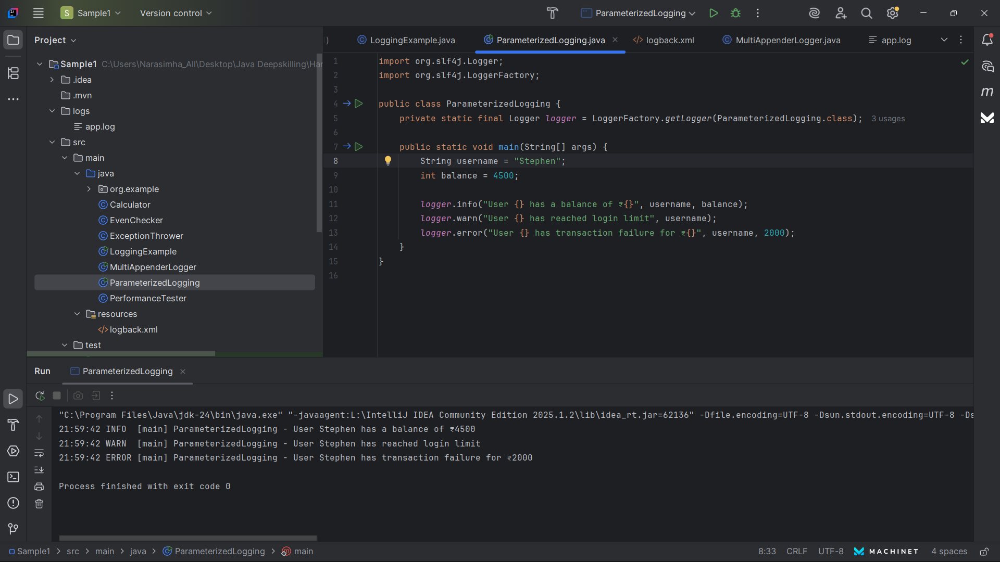 S Sample1 Version control ParameterizedLogging
Project
Sample1 C:\Users\Narasimha_All\Desktop\Java Deepskilling\Har
.idea
.mvn
logs
app.log
src
main
java
org.example
Calculator
EvenChecker
ExceptionThrower
LoggingExample
MultiAppenderLogger
ParameterizedLogging
PerformanceTester
resources
logback.xml
test
) LoggingExample.java ParameterizedLogging.java logback.xml MultiAppenderLogger.java app.log
1 import org.slf4j.Logger;
2 import org.slf4j.LoggerFactory;
3
4 public class ParameterizedLogging {
5 private static final Logger logger = LoggerFactory.getLogger(ParameterizedLogging.class); 3 usages
6
7 public static void main(String[] args) {
8 String username = "Stephen";
9 int balance = 4500;
10
11 logger.info("User {} has a balance of ₹{}", username, balance);
12 logger.warn("User {} has reached login limit", username);
13 logger.error("User {} has transaction failure for ₹{}", username, 2000);
14 }
15 }
16
m
Run ParameterizedLogging
"C:\Program Files\Java\jdk-24\bin\java.exe" "-javaagent:L:\IntelliJ IDEA Community Edition 2025.1.2\lib\idea_rt.jar=62136" -Dfile.encoding=UTF-8 -Dsun.stdout.encoding=UTF-8 -Ds
21:59:42 INFO  [main] ParameterizedLogging - User Stephen has a balance of ₹4500
21:59:42 WARN  [main] ParameterizedLogging - User Stephen has reached login limit
21:59:42 ERROR [main] ParameterizedLogging - User Stephen has transaction failure for ₹2000
Process finished with exit code 0
Sample1 > src > main > java > ParameterizedLogging > main 8:33 CRLF UTF-8 MACHINET 4 spaces